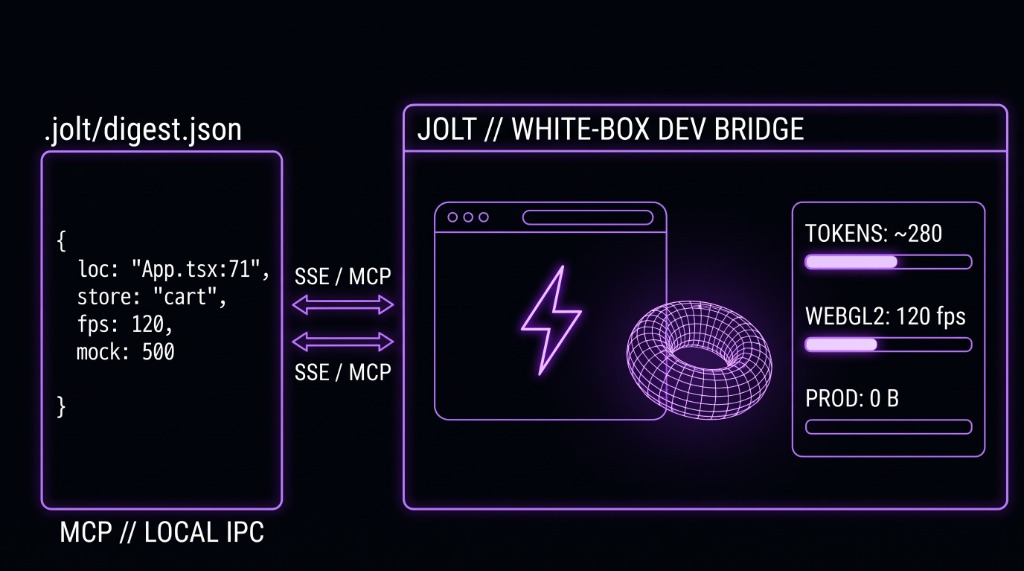 .jolt/digest.json
{
loc: "App.tsx:71",
store: "cart",
fps: 120,
mock: 500
}
MCP // LOCAL IPC
SSE / MCP
SSE / MCP
JOLT // WHITE-BOX DEV BRIDGE
TOKENS: ~280
WEBGL2: 120 fps
PROD: 0 B